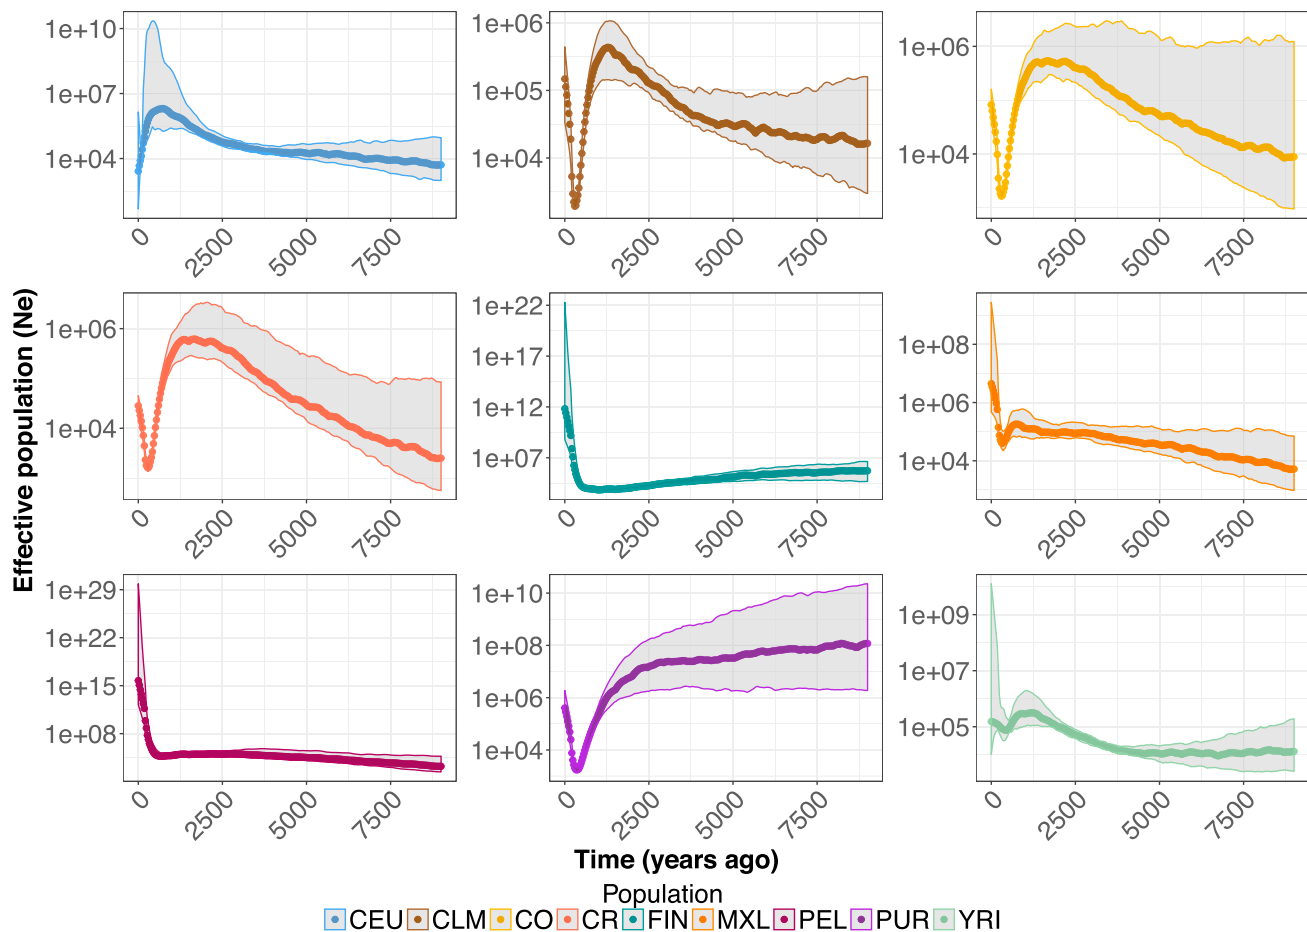 1e+10
1e+07
1e+04
0
2500
5000
7500
1e+06
1e+05
1e+04
0
2500
5000
7500
1e+06
1e+04
0
2500
5000
7500
Effective population (Ne)
1e+06
1e+04
0
2500
5000
7500
1e+22
1e+17
1e+12
1e+07
0
2500
5000
7500
1e+08
1e+06
1e+04
0
2500
5000
7500
1e+29
1e+22
1e+15
1e+08
0
2500
5000
7500
1e+10
1e+08
1e+06
1e+04
0
2500
5000
7500
1e+09
1e+07
1e+05
0
2500
5000
7500
Time (years ago)
Population
CEU CLM CO CR FIN MXL PEL PUR YRI